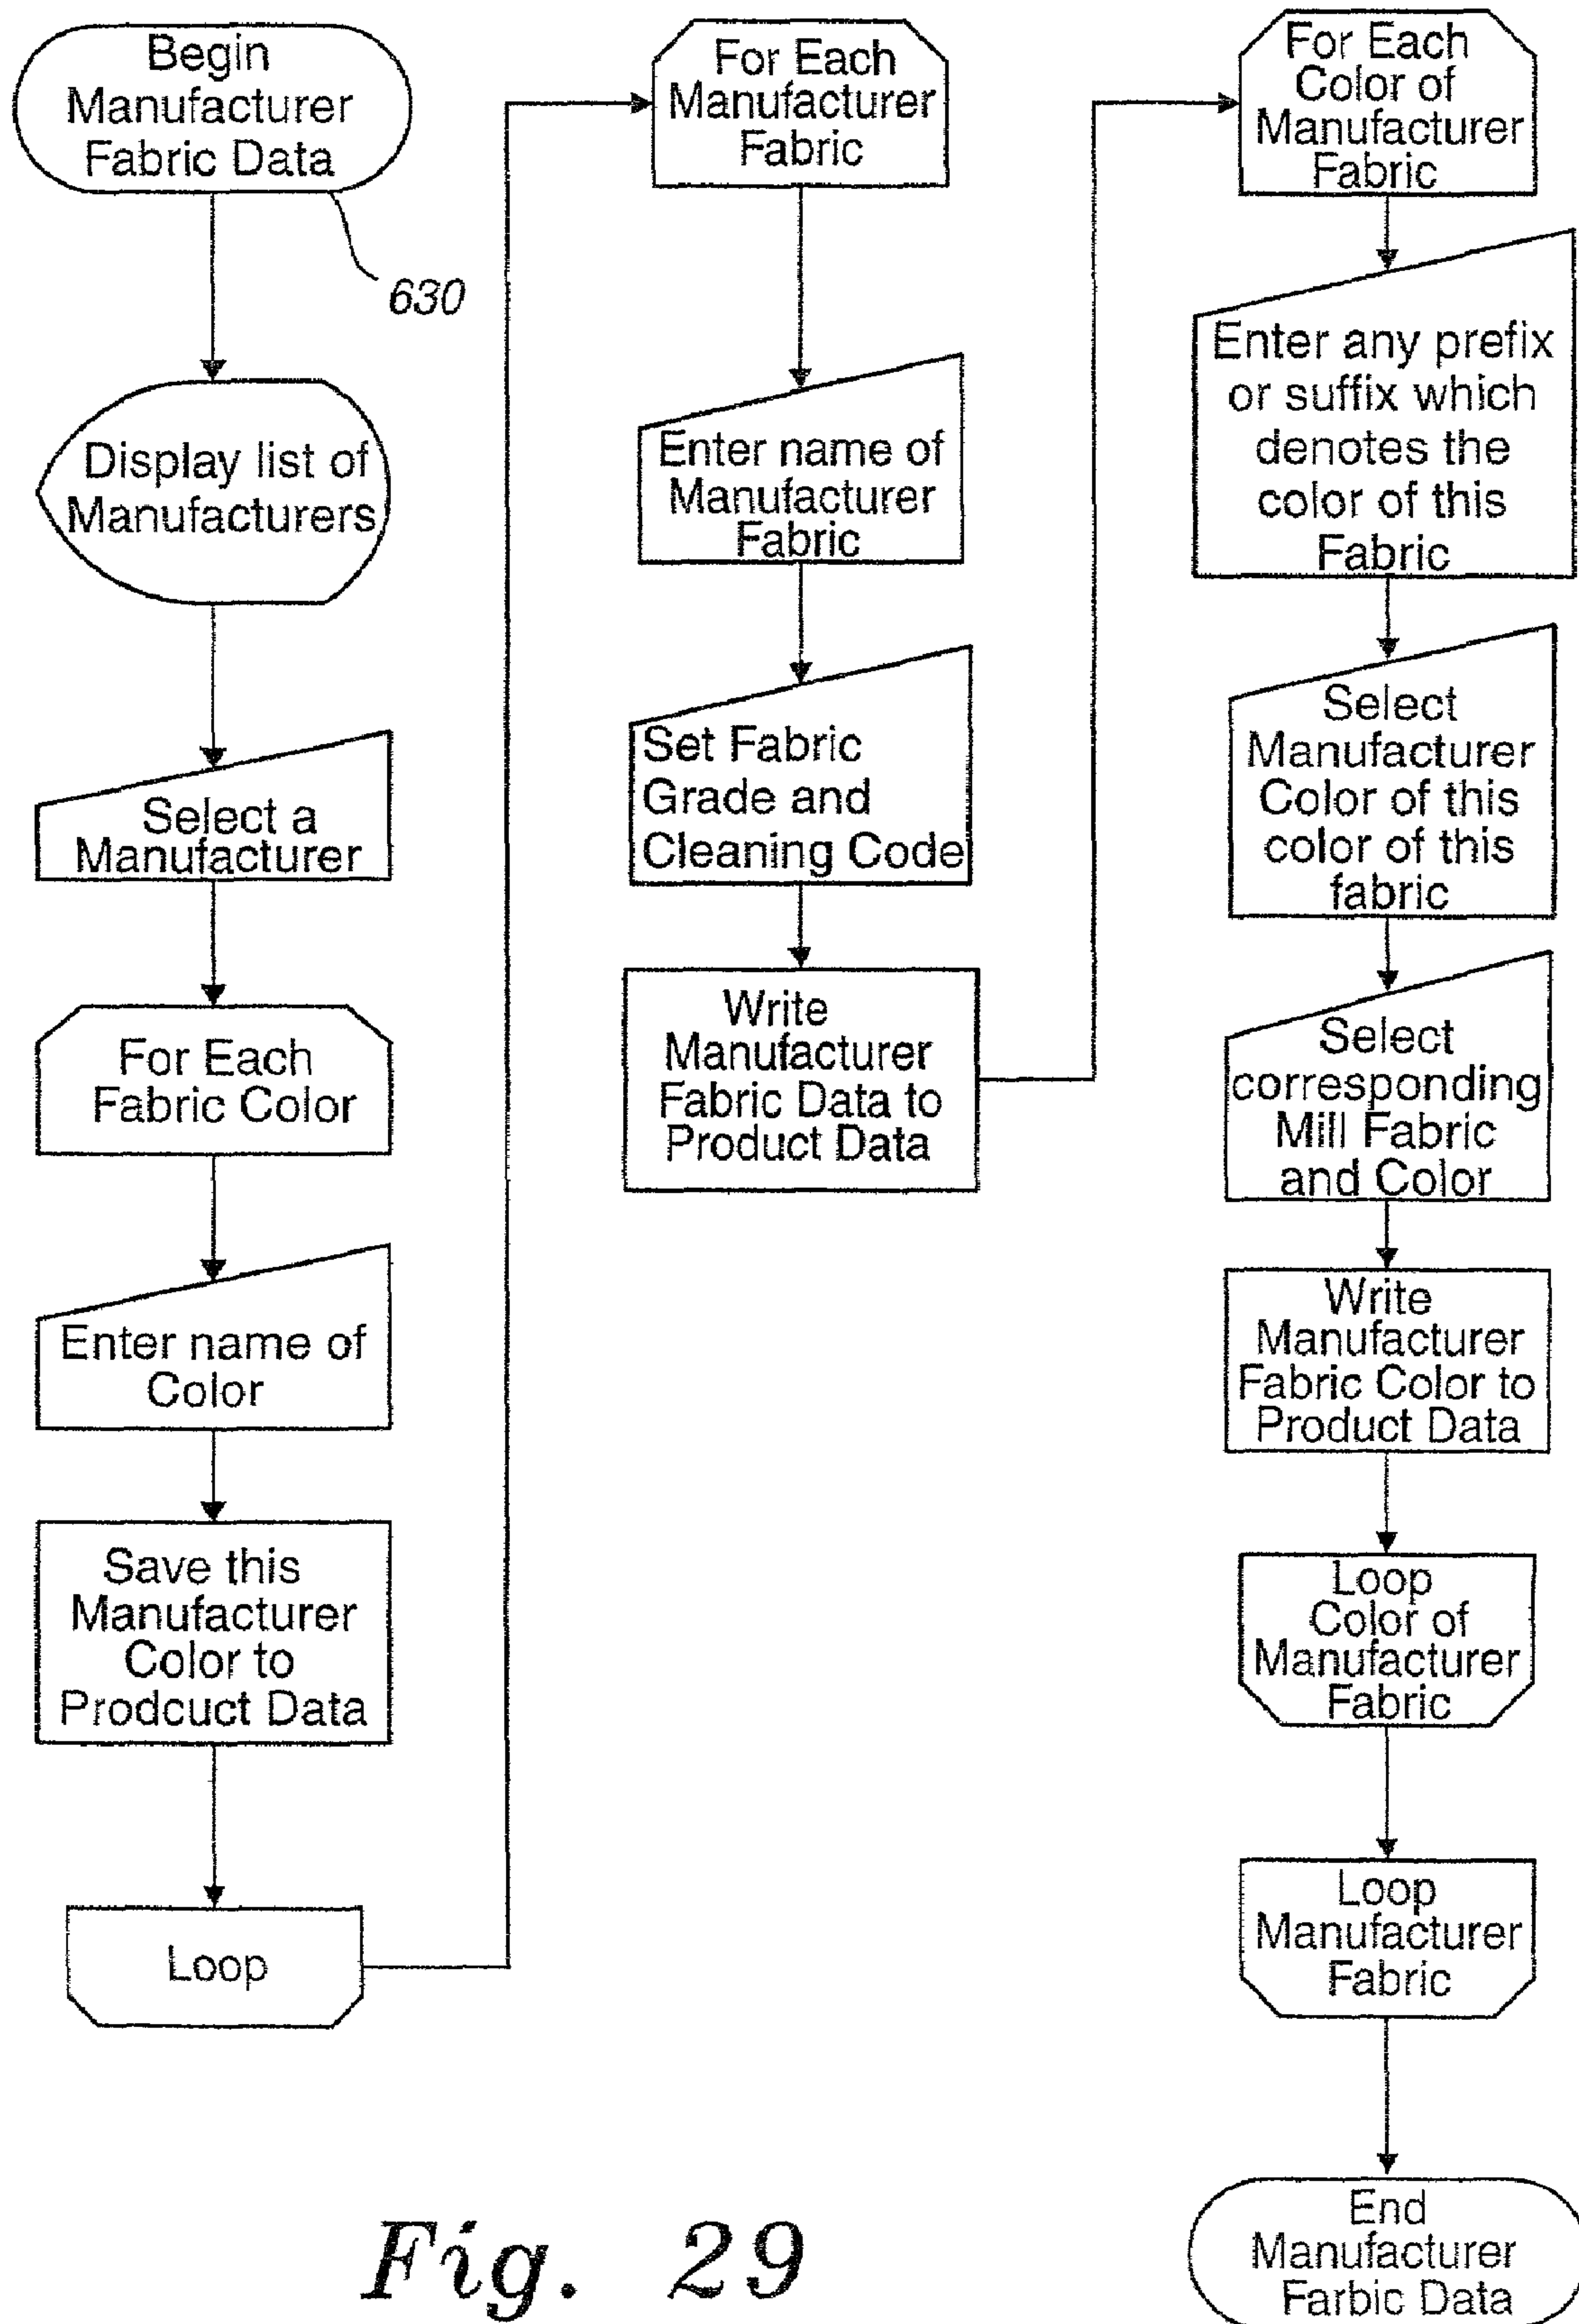 Begin
Manufacturer
Fabric Data
630
Display list of
Manufacturers
Select a
Manufacturer
For Each
Fabric Color
Enter name of
Color
Save this
Manufacturer
Color to
Prodcuct Data
Loop
For Each
Manufacturer
Fabric
Enter name of
Manufacturer
Fabric
Set Fabric
Grade and
Cleaning Code
Write
Manufacturer
Fabric Data to
Product Data
For Each
Color of
Manufacturer
Fabric
Enter any prefix
or suffix which
denotes the
color of this
Fabric
Select
Manufacturer
Color of this
color of this
fabric
Select
corresponding
Mill Fabric
and Color
Write
Manufacturer
Fabric Color to
Product Data
Loop
Color of
Manufacturer
Fabric
Loop
Manufacturer
Fabric
End
Manufacturer
Farbic Data
Fig. 29